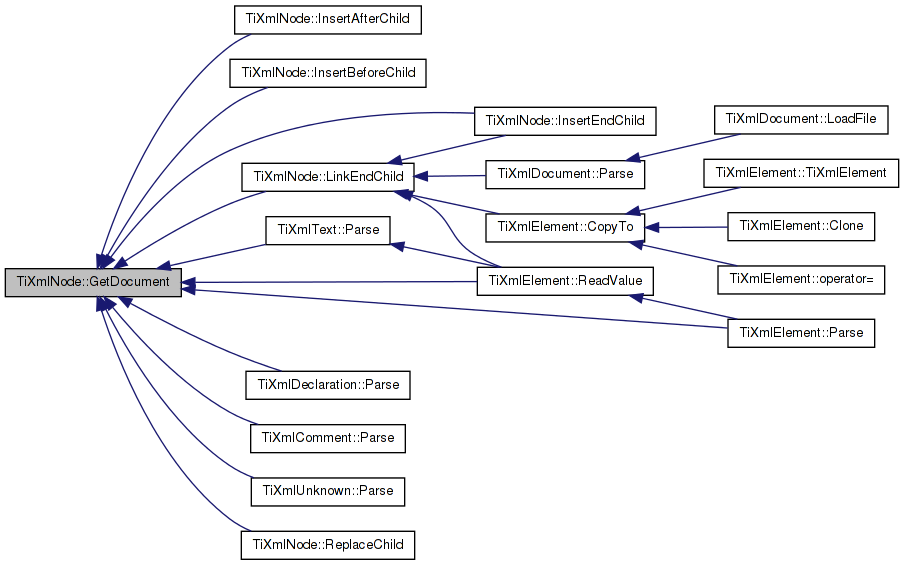 TiXmlNode::InsertAfterChild
TiXmlNode::InsertBeforeChild
TiXmlNode::InsertEndChild
TiXmlDocument::LoadFile
TiXmlNode::LinkEndChild
TiXmlDocument::Parse
TiXmlElement::TiXmlElement
TiXmlText::Parse
TiXmlElement::CopyTo
TiXmlElement::Clone
TiXmlNode::GetDocument
TiXmlElement::ReadValue
TiXmlElement::operator=
TiXmlElement::Parse
TiXmlDeclaration::Parse
TiXmlComment::Parse
TiXmlUnknown::Parse
TiXmlNode::ReplaceChild